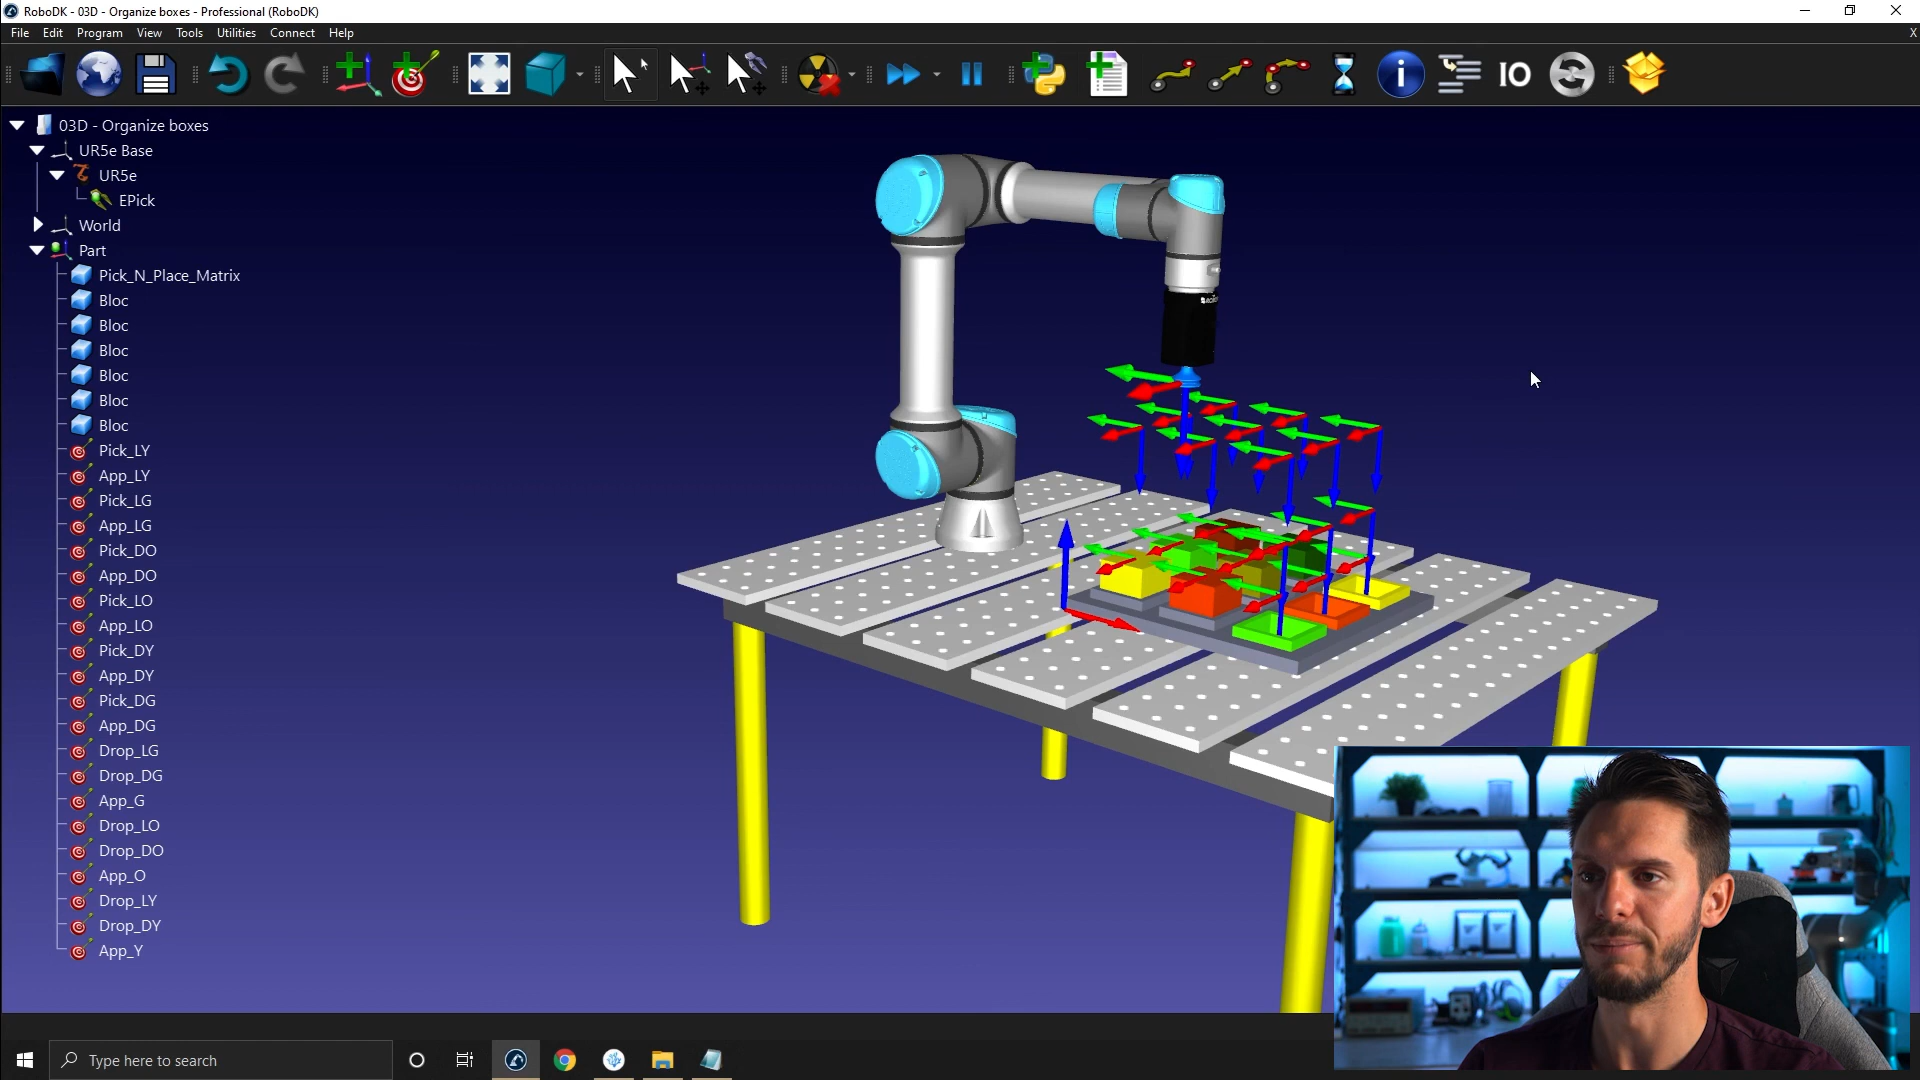 RoboDK - 03D - Organize boxes - Professional (RoboDK)
File Edit Program View Tools Utilities Connect Help
X
IO
03D - Organize boxes
UR5e Base
UR5e
EPick
World
Part
Pick_N_Place_Matrix
Bloc
Bloc
Bloc
Bloc
Bloc
Bloc
Pick_LY
App_LY
Pick_LG
App_LG
Pick_DO
App_DO
Pick_LO
App_LO
Pick_DY
App_DY
Pick_DG
App_DG
Drop_LG
Drop_DG
App_G
Drop_LO
Drop_DO
App_O
Drop_LY
Drop_DY
App_Y
Type here to search